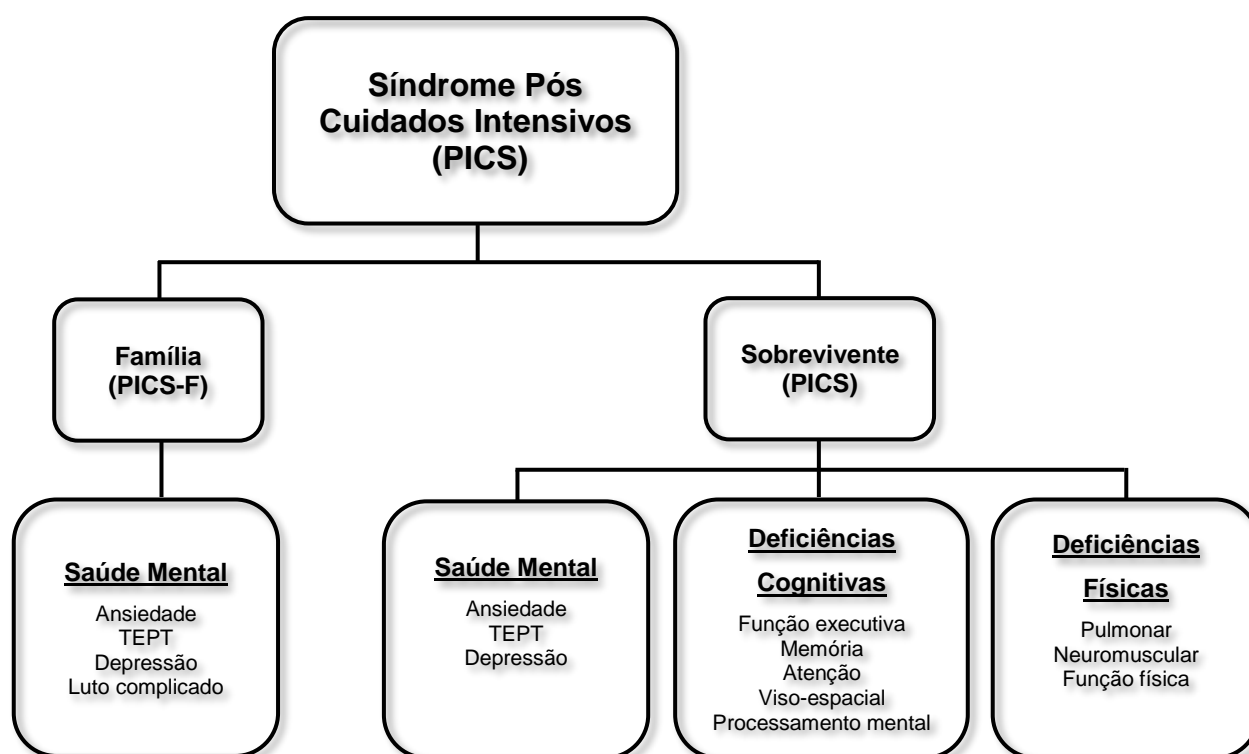 Síndrome Pós
Cuidados Intensivos
(PICS)
Família
(PICS-F)
Sobrevivente
(PICS)
Saúde Mental
Ansiedade
TEPT
Depressão
Luto complicado
Saúde Mental
Ansiedade
TEPT
Depressão
Deficiências
Cognitivas
Função executiva
Memória
Atenção
Viso-espacial
Processamento mental
Deficiências
Físicas
Pulmonar
Neuromuscular
Função física